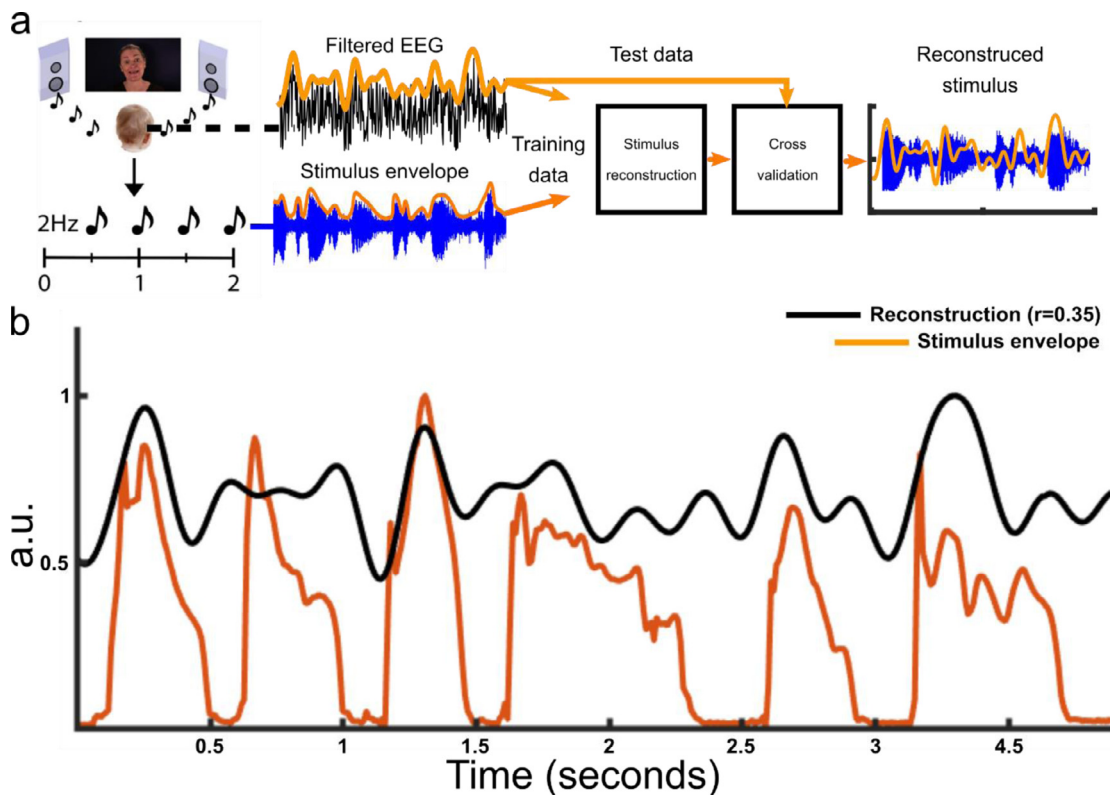 a
Filtered EEG
Test data
Reconstruced
stimulus
Training
data
Stimulus
reconstruction
Cross
validation
Stimulus envelope
2Hz
0 1 2
b
Reconstruction (r=0.35)
Stimulus envelope
1
0.5
a.u.
0.5 1 1.5 2 2.5 3 4.5
Time (seconds)